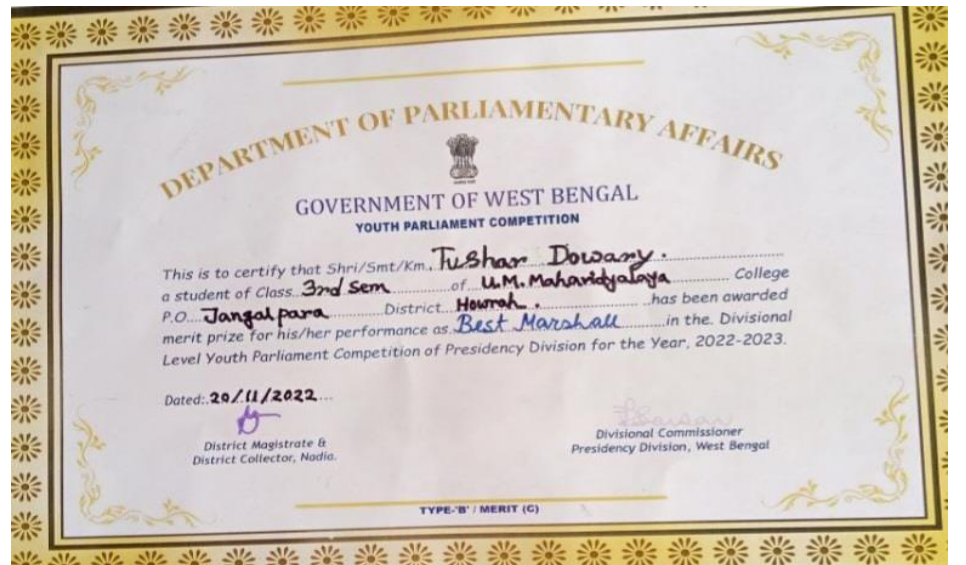 DEPARTMENT OF PARLIAMENTARY AFFAIRS
GOVERNMENT OF WEST BENGAL
YOUTH PARLIAMENT COMPETITION
This is to certify that Shri/Smt/Km. Tushar Dowary.
a student of Class 3rd Sem of U.M. Mahavidyalaya College
P.O. Jangalpara District Howrah. has been awarded
merit prize for his/her performance as Best Marshall in the. Divisional
Level Youth Parliament Competition of Presidency Division for the Year, 2022-2023.
Dated:.20/11/2022
District Magistrate &
District Collector, Nadia.
Divisional Commissioner
Presidency Division, West Bengal
TYPE-'B' / MERIT (C)